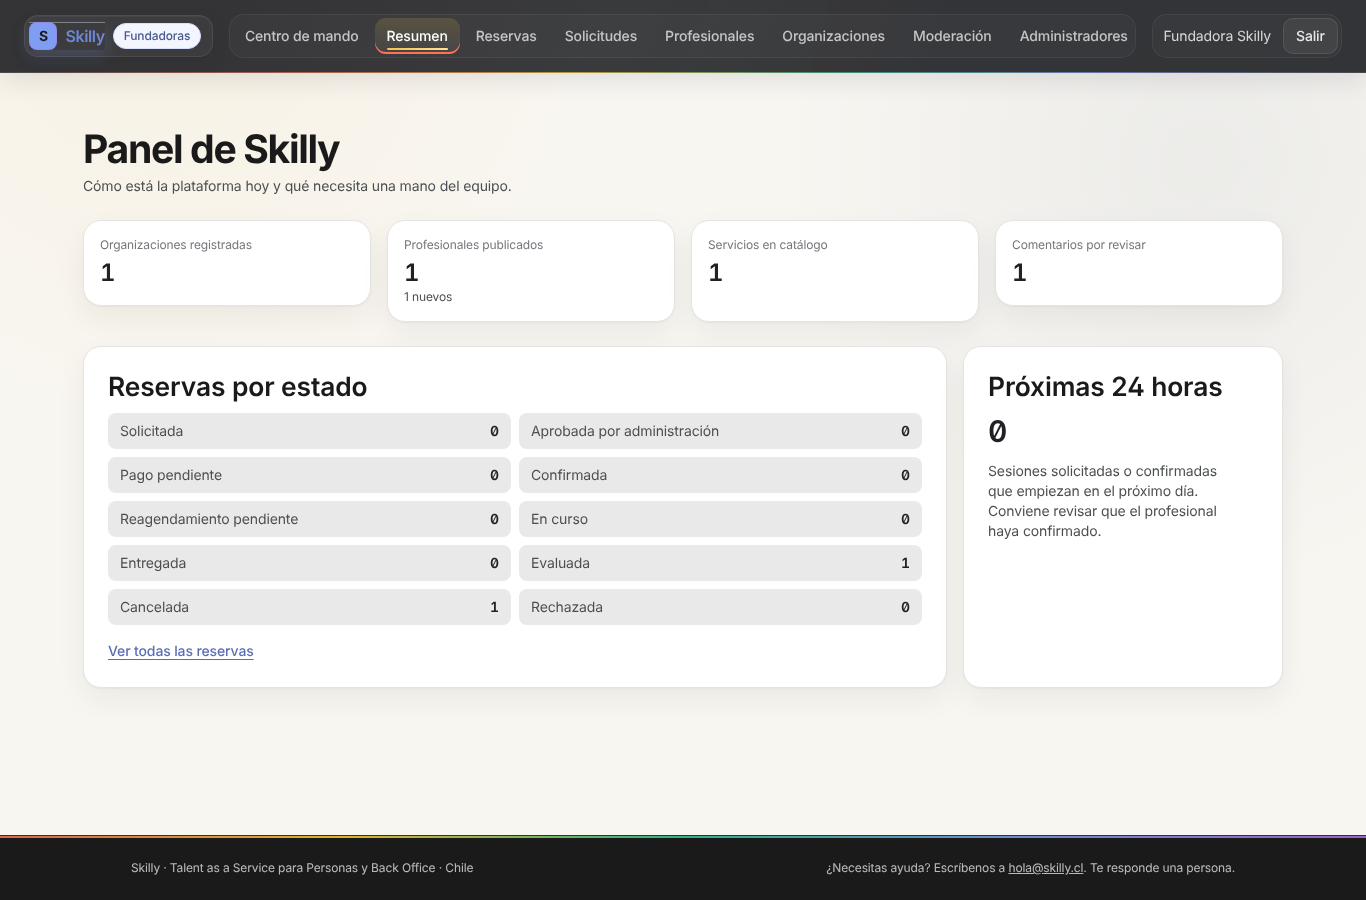 S Skilly Fundadoras Centro de mando Resumen Reservas Solicitudes Profesionales Organizaciones Moderación Administradores Fundadora Skilly Salir
Panel de Skilly
Cómo está la plataforma hoy y qué necesita una mano del equipo.
Organizaciones registradas
1
Profesionales publicados
1
1 nuevos
Servicios en catálogo
1
Comentarios por revisar
1
Reservas por estado
Solicitada 0
Aprobada por administración 0
Pago pendiente 0
Confirmada 0
Reagendamiento pendiente 0
En curso 0
Entregada 0
Evaluada 1
Cancelada 1
Rechazada 0
Ver todas las reservas
Próximas 24 horas
0
Sesiones solicitadas o confirmadas
que empiezan en el próximo día.
Conviene revisar que el profesional
haya confirmado.
Skilly · Talent as a Service para Personas y Back Office · Chile
¿Necesitas ayuda? Escríbenos a hola@skilly.cl. Te responde una persona.